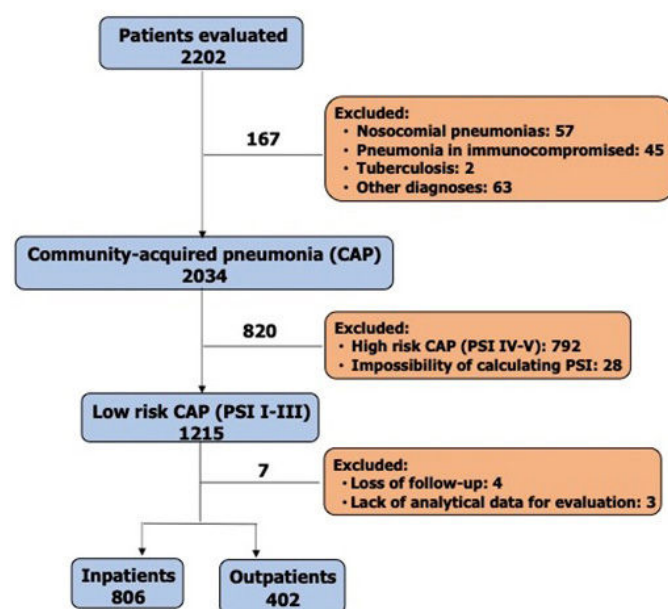 Patients evaluated
2202
167
Excluded:
• Nosocomial pneumonias: 57
• Pneumonia in immunocompromised: 45
• Tuberculosis: 2
• Other diagnoses: 63
Community-acquired pneumonia (CAP)
2034
820
Excluded:
• High risk CAP (PSI IV-V): 792
• Impossibility of calculating PSI: 28
Low risk CAP (PSI I-III)
1215
7
Excluded:
• Loss of follow-up: 4
• Lack of analytical data for evaluation: 3
Inpatients
806
Outpatients
402